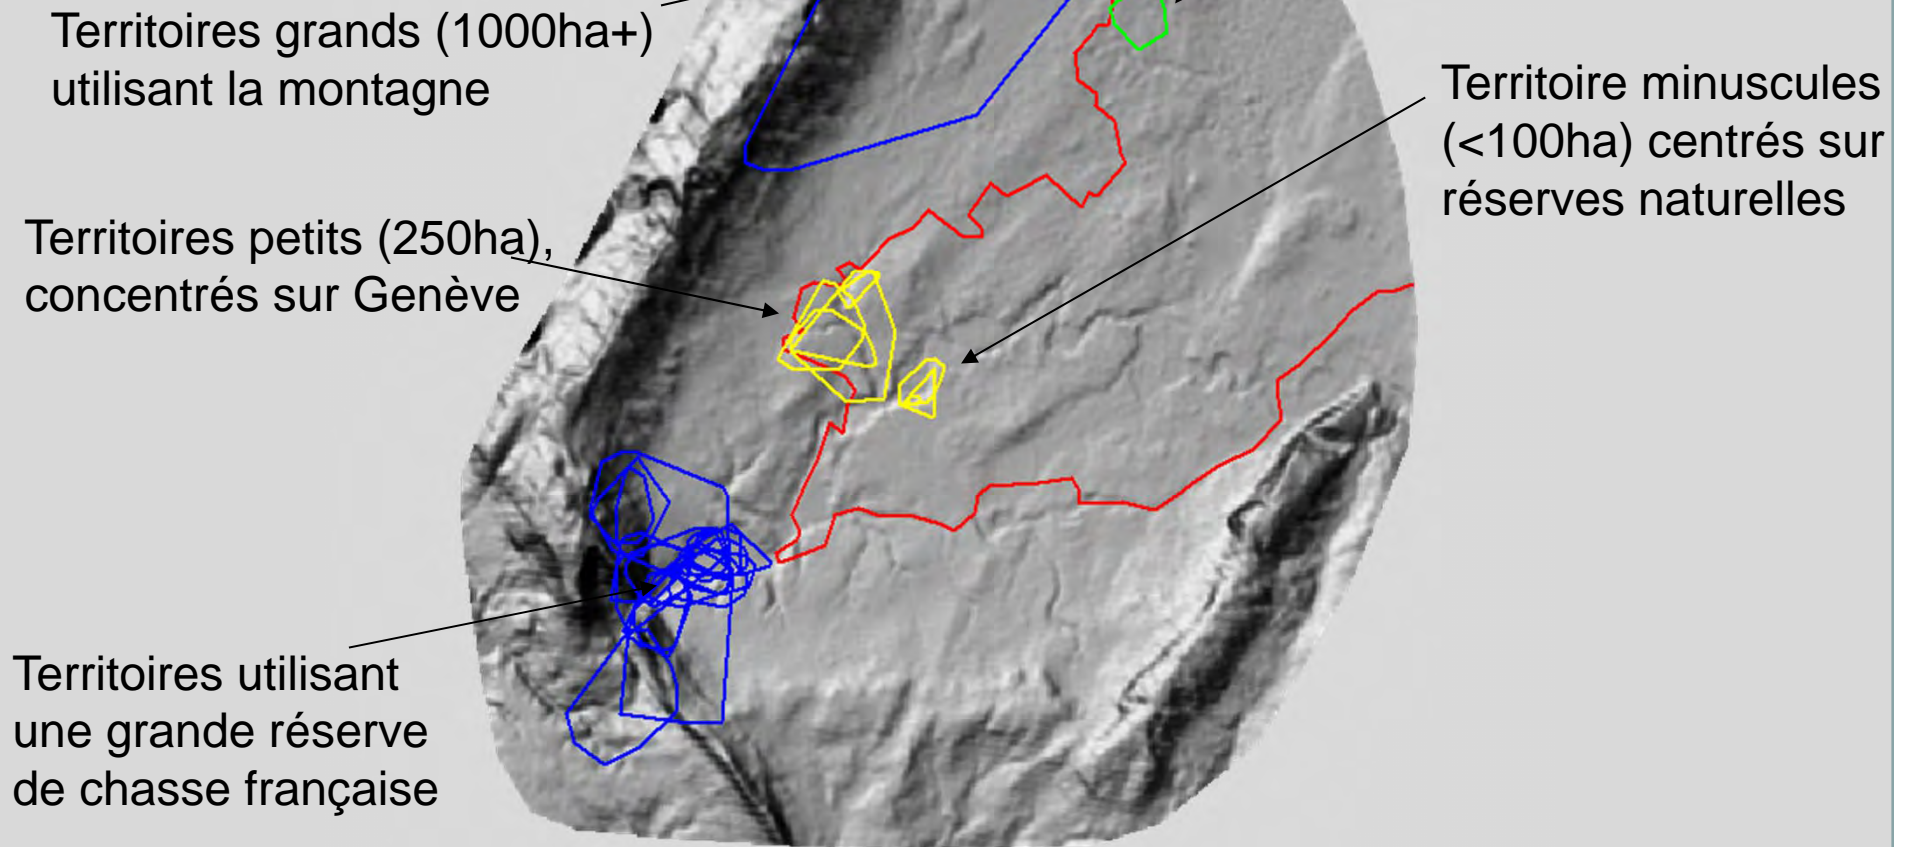 Territoires grands (1000ha+)
utilisant la montagne
Territoire minuscules
(<100ha) centrés sur
réserves naturelles
Territoires petits (250ha),
concentrés sur Genève
Territoires utilisant
une grande réserve
de chasse française